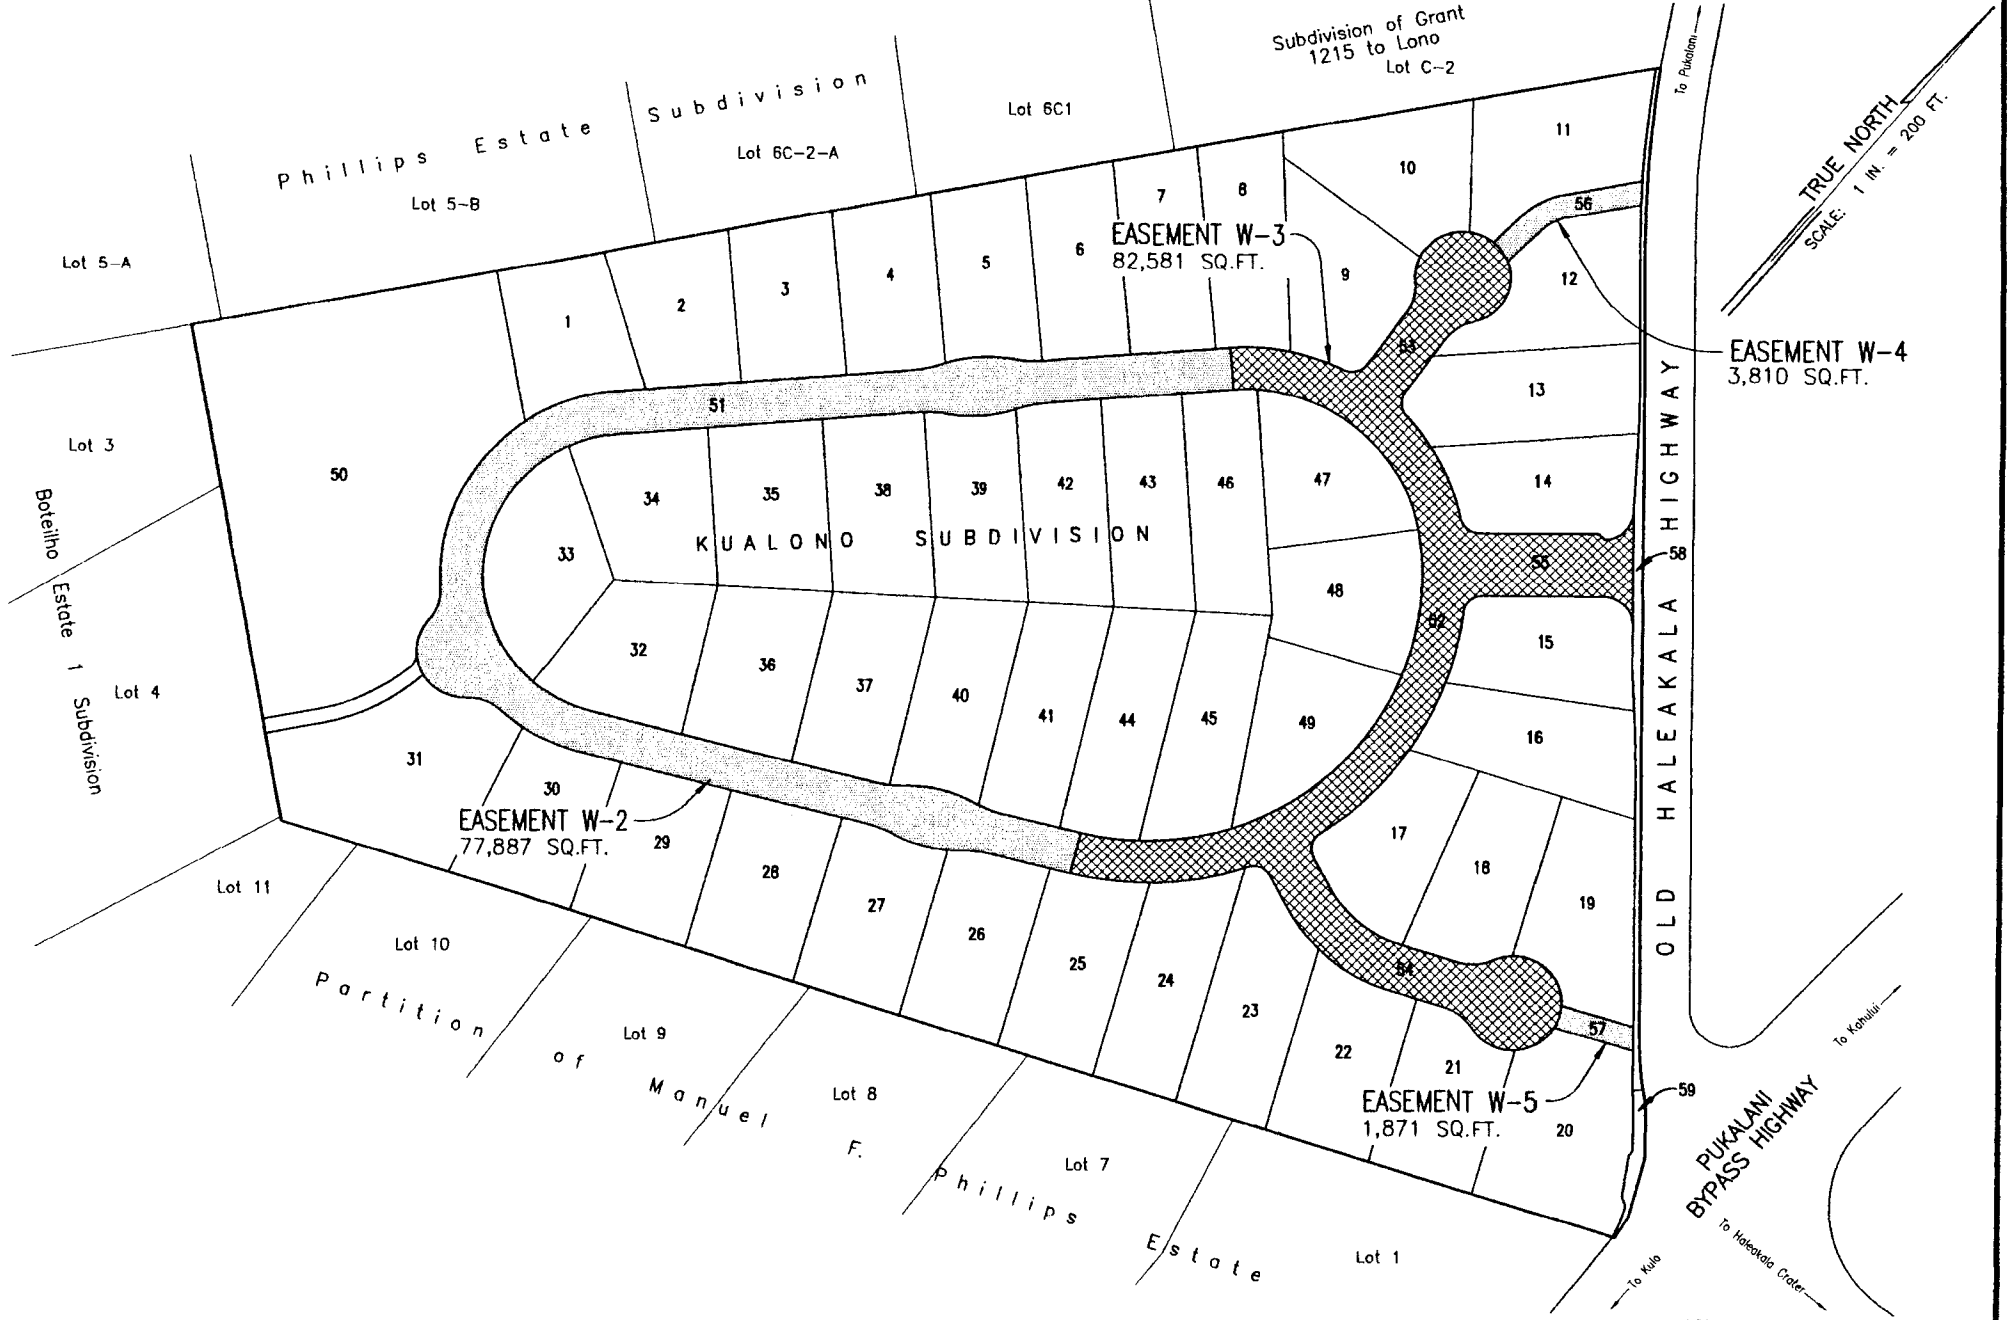 Subdivision of Grant
1215 to Lono
Lot C-2
To Pukalani
TRUE NORTH
SCALE: 1 IN. = 200 FT.
Phillips Estate Subdivision
Lot 6C1
Lot 6C-2-A
Lot 5-B
Lot 5-A
Lot 3
Lot 4
Boteilho Estate 1 Subdivision
1
2
3
4
5
6
7
8
EASEMENT W-3
82,581 SQ.FT.
9
10
11
56
12
53
EASEMENT W-4
3,810 SQ.FT.
13
14
51
50
33
34
35
38
39
42
43
46
47
KUALONO SUBDIVISION
55
58
48
52
15
32
36
37
40
41
44
45
49
16
OLD HALEAKALA HIGHWAY
31
30
EASEMENT W-2
77,887 SQ.FT.
29
28
27
26
25
24
23
22
21
17
18
19
54
57
EASEMENT W-5
1,871 SQ.FT.
20
59
Lot 11
Lot 10
Lot 9
Lot 8
Lot 7
Lot 1
Partition of Manuel F. Phillips Estate
To Kahului
PUKALANI
BYPASS HIGHWAY
To Haleakala Crater
To Kula